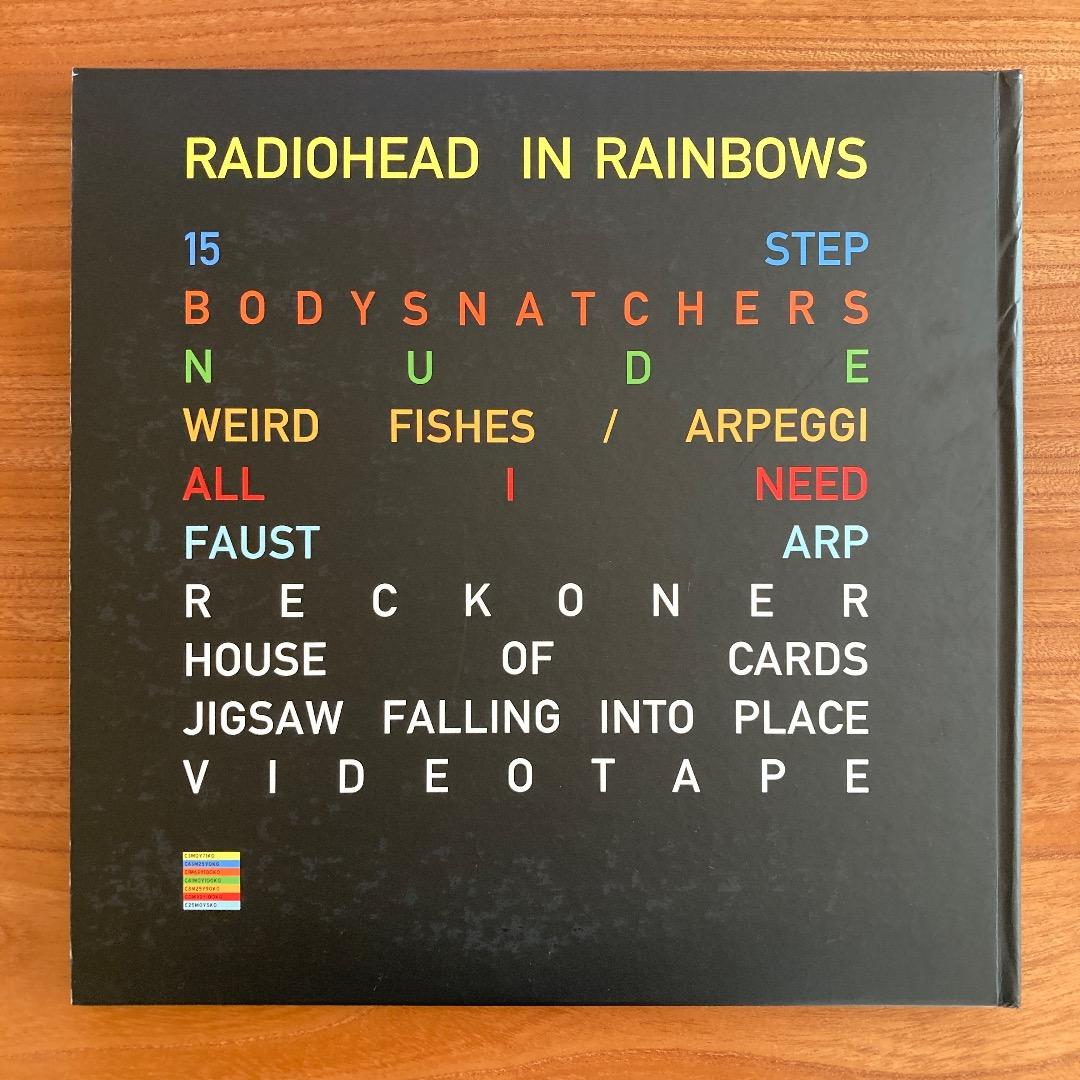 RADIOHEAD IN RAINBOWS
15 STEP
BODYSNATCHERS
NUDE
WEIRD FISHES / ARPEGGI
ALL I NEED
FAUST ARP
RECKONER
HOUSE OF CARDS
JIGSAW FALLING INTO PLACE
VIDEOTAPE